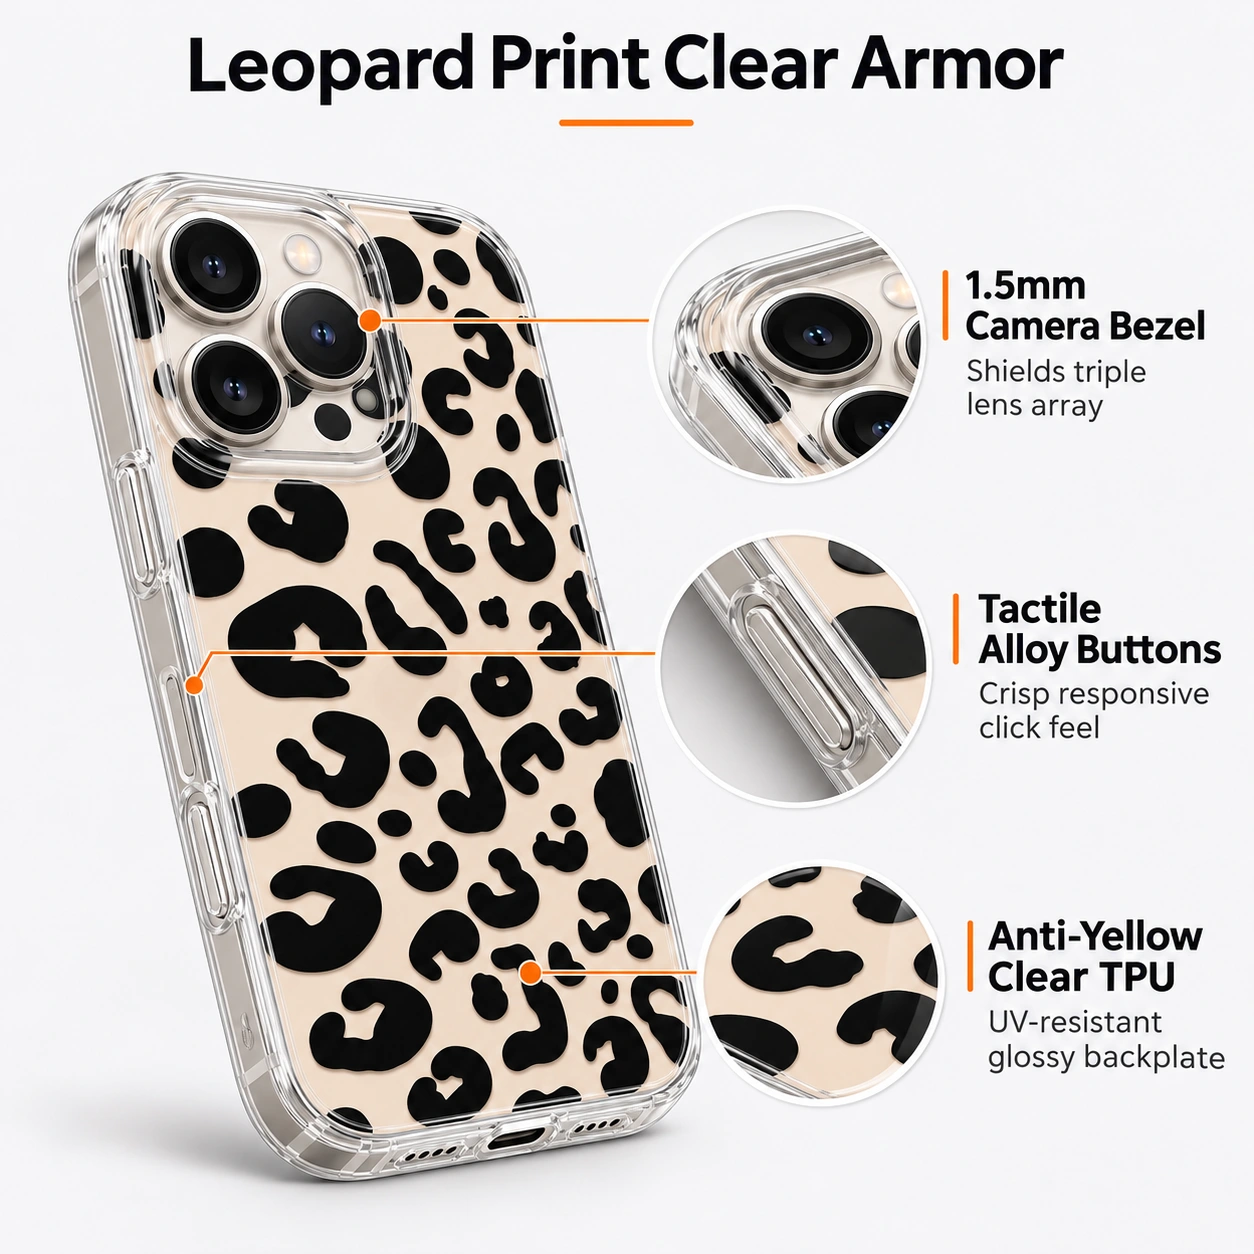 Leopard Print Clear Armor
1.5mm
Camera Bezel
Shields triple
lens array
Tactile
Alloy Buttons
Crisp responsive
click feel
Anti-Yellow
Clear TPU
UV-resistant
glossy backplate